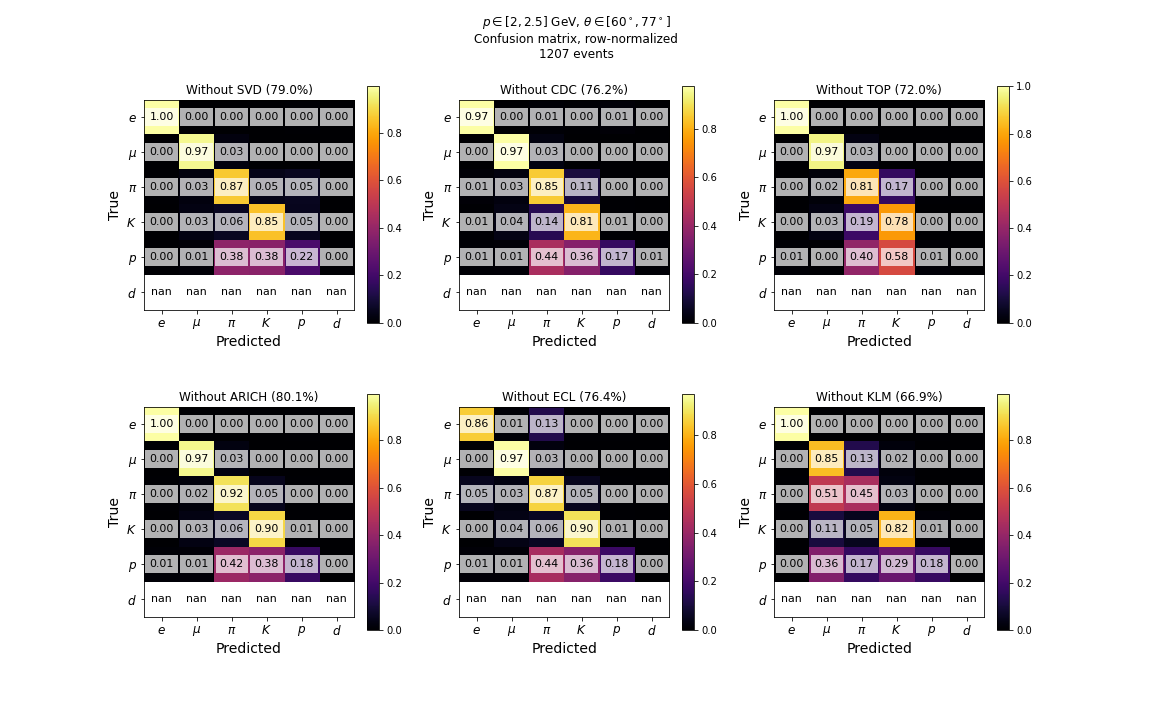 p ∈ [2, 2.5] GeV, θ ∈ [60°, 77°]
Confusion matrix, row-normalized
1207 events
Without SVD (79.0%)
True
e 1.00 0.00 0.00 0.00 0.00 0.00
μ 0.00 0.97 0.03 0.00 0.00 0.00
π 0.00 0.03 0.87 0.05 0.05 0.00
K 0.00 0.03 0.06 0.85 0.05 0.00
p 0.00 0.01 0.38 0.38 0.22 0.00
d nan nan nan nan nan nan
e μ π K p d
Predicted
0.8
0.6
0.4
0.2
0.0
Without CDC (76.2%)
True
e 0.97 0.00 0.01 0.00 0.01 0.00
μ 0.00 0.97 0.03 0.00 0.00 0.00
π 0.01 0.03 0.85 0.11 0.00 0.00
K 0.01 0.04 0.14 0.81 0.01 0.00
p 0.01 0.01 0.44 0.36 0.17 0.01
d nan nan nan nan nan nan
e μ π K p d
Predicted
0.8
0.6
0.4
0.2
0.0
Without TOP (72.0%)
True
e 1.00 0.00 0.00 0.00 0.00 0.00
μ 0.00 0.97 0.03 0.00 0.00 0.00
π 0.00 0.02 0.81 0.17 0.00 0.00
K 0.00 0.03 0.19 0.78 0.00 0.00
p 0.01 0.00 0.40 0.58 0.01 0.00
d nan nan nan nan nan nan
e μ π K p d
Predicted
1.0
0.8
0.6
0.4
0.2
0.0
Without ARICH (80.1%)
True
e 1.00 0.00 0.00 0.00 0.00 0.00
μ 0.00 0.97 0.03 0.00 0.00 0.00
π 0.00 0.02 0.92 0.05 0.00 0.00
K 0.00 0.03 0.06 0.90 0.01 0.00
p 0.01 0.01 0.42 0.38 0.18 0.00
d nan nan nan nan nan nan
e μ π K p d
Predicted
0.8
0.6
0.4
0.2
0.0
Without ECL (76.4%)
True
e 0.86 0.01 0.13 0.00 0.00 0.00
μ 0.00 0.97 0.03 0.00 0.00 0.00
π 0.05 0.03 0.87 0.05 0.00 0.00
K 0.00 0.04 0.06 0.90 0.01 0.00
p 0.01 0.01 0.44 0.36 0.18 0.00
d nan nan nan nan nan nan
e μ π K p d
Predicted
0.8
0.6
0.4
0.2
0.0
Without KLM (66.9%)
True
e 1.00 0.00 0.00 0.00 0.00 0.00
μ 0.00 0.85 0.13 0.02 0.00 0.00
π 0.00 0.51 0.45 0.03 0.00 0.00
K 0.00 0.11 0.05 0.82 0.01 0.00
p 0.00 0.36 0.17 0.29 0.18 0.00
d nan nan nan nan nan nan
e μ π K p d
Predicted
0.8
0.6
0.4
0.2
0.0